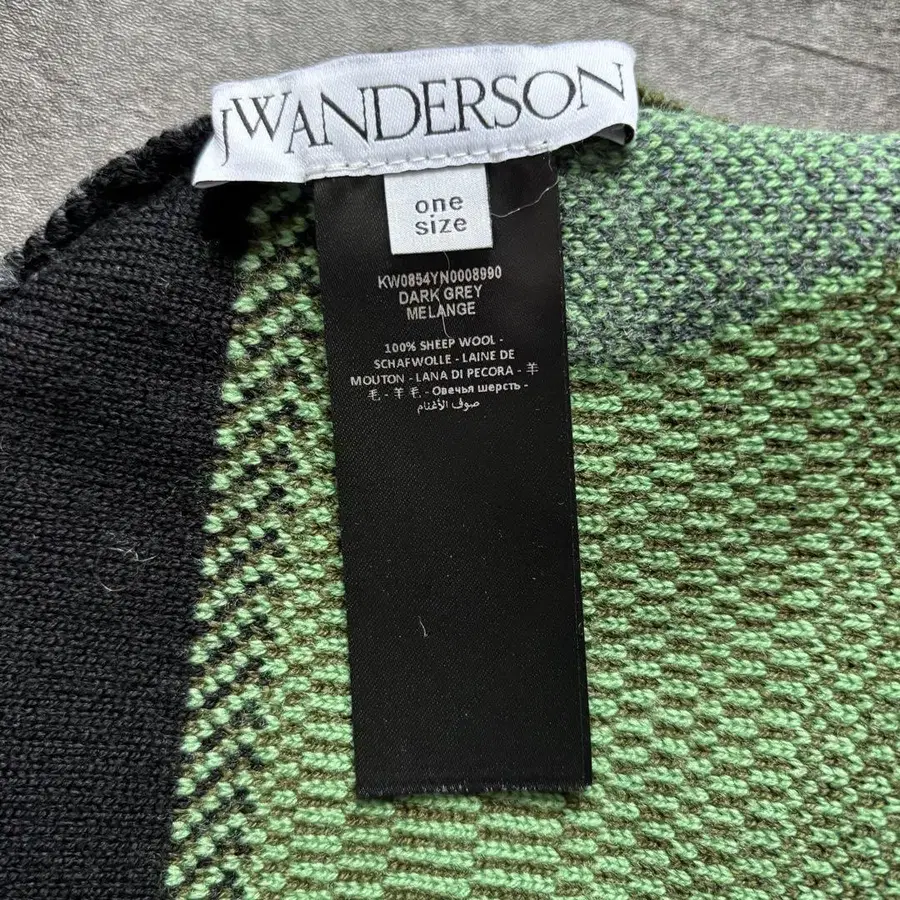 JWANDERSON
one
size
KW0854YN0008990
DARK GREY
MELANGE
100% SHEEP WOOL -
SCHAFWOLLE - LAINE DE
MOUTON - LANA DI PECORA - 羊
毛 - 羊毛 - Овечья шерсть -
صوف الأغنام